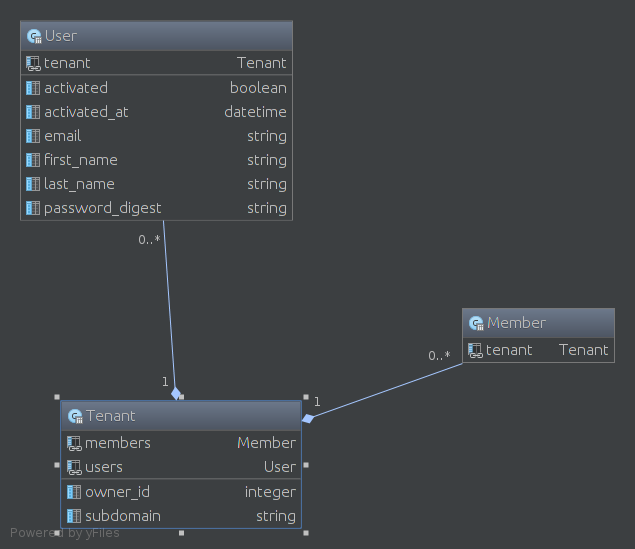 User
tenant Tenant
activated boolean
activated_at datetime
email string
first_name string
last_name string
password_digest string
0..*
Member
tenant Tenant
0..*
1
1
Tenant
members Member
users User
owner_id integer
subdomain string
Powered by yFiles